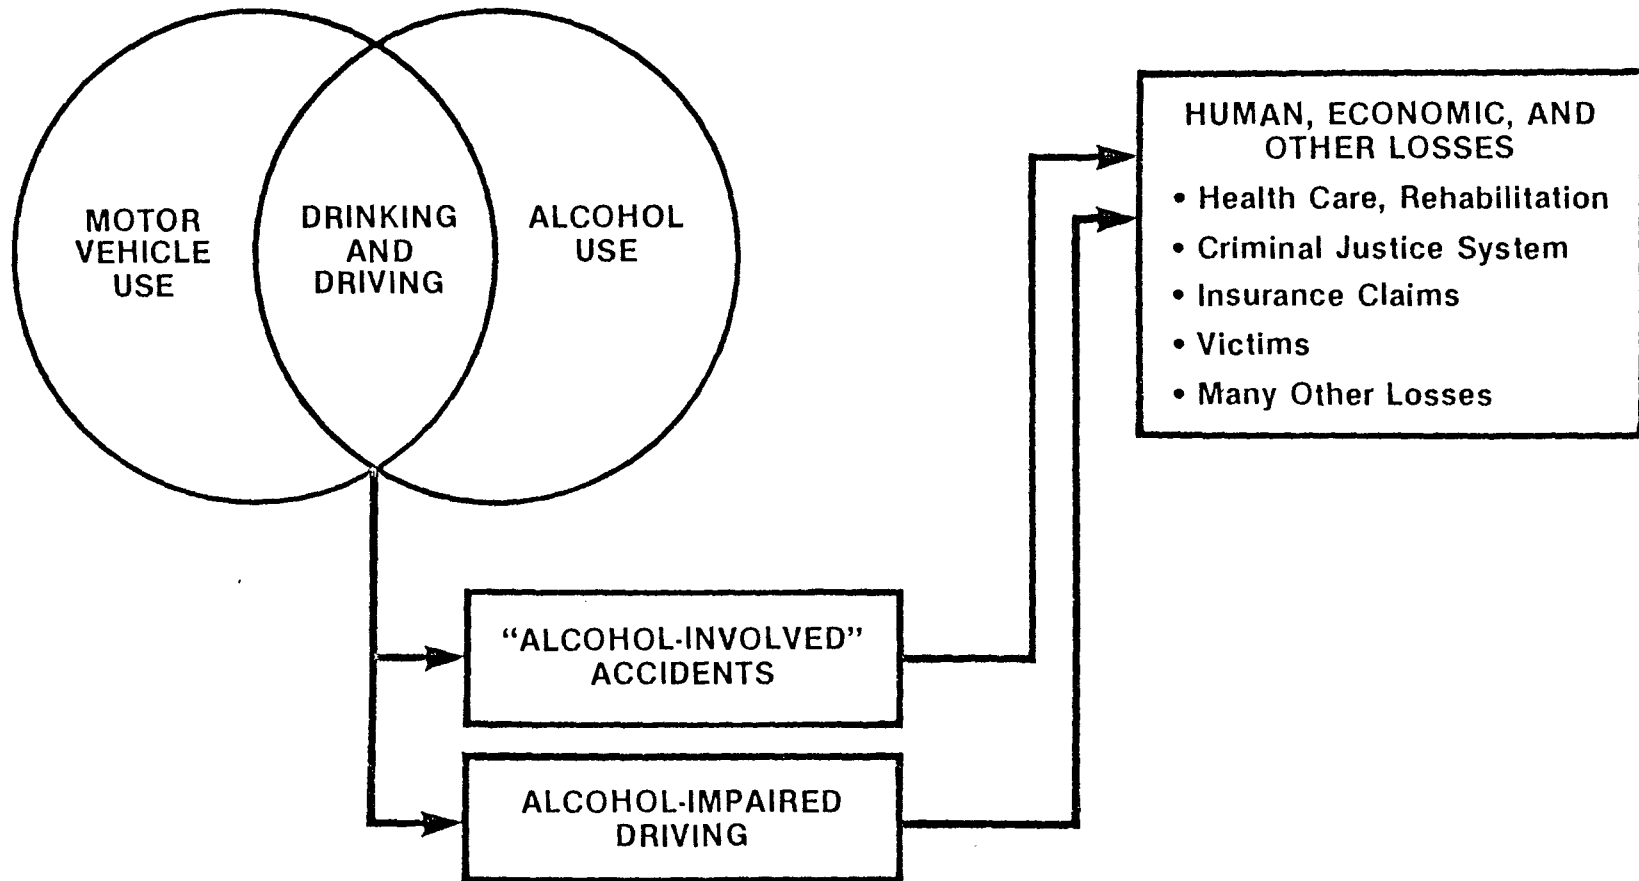 MOTOR
VEHICLE
USE
DRINKING
AND
DRIVING
ALCOHOL
USE
HUMAN, ECONOMIC, AND
OTHER LOSSES
• Health Care, Rehabilitation
• Criminal Justice System
• Insurance Claims
• Victims
• Many Other Losses
“ALCOHOL-INVOLVED”
ACCIDENTS
ALCOHOL-IMPAIRED
DRIVING